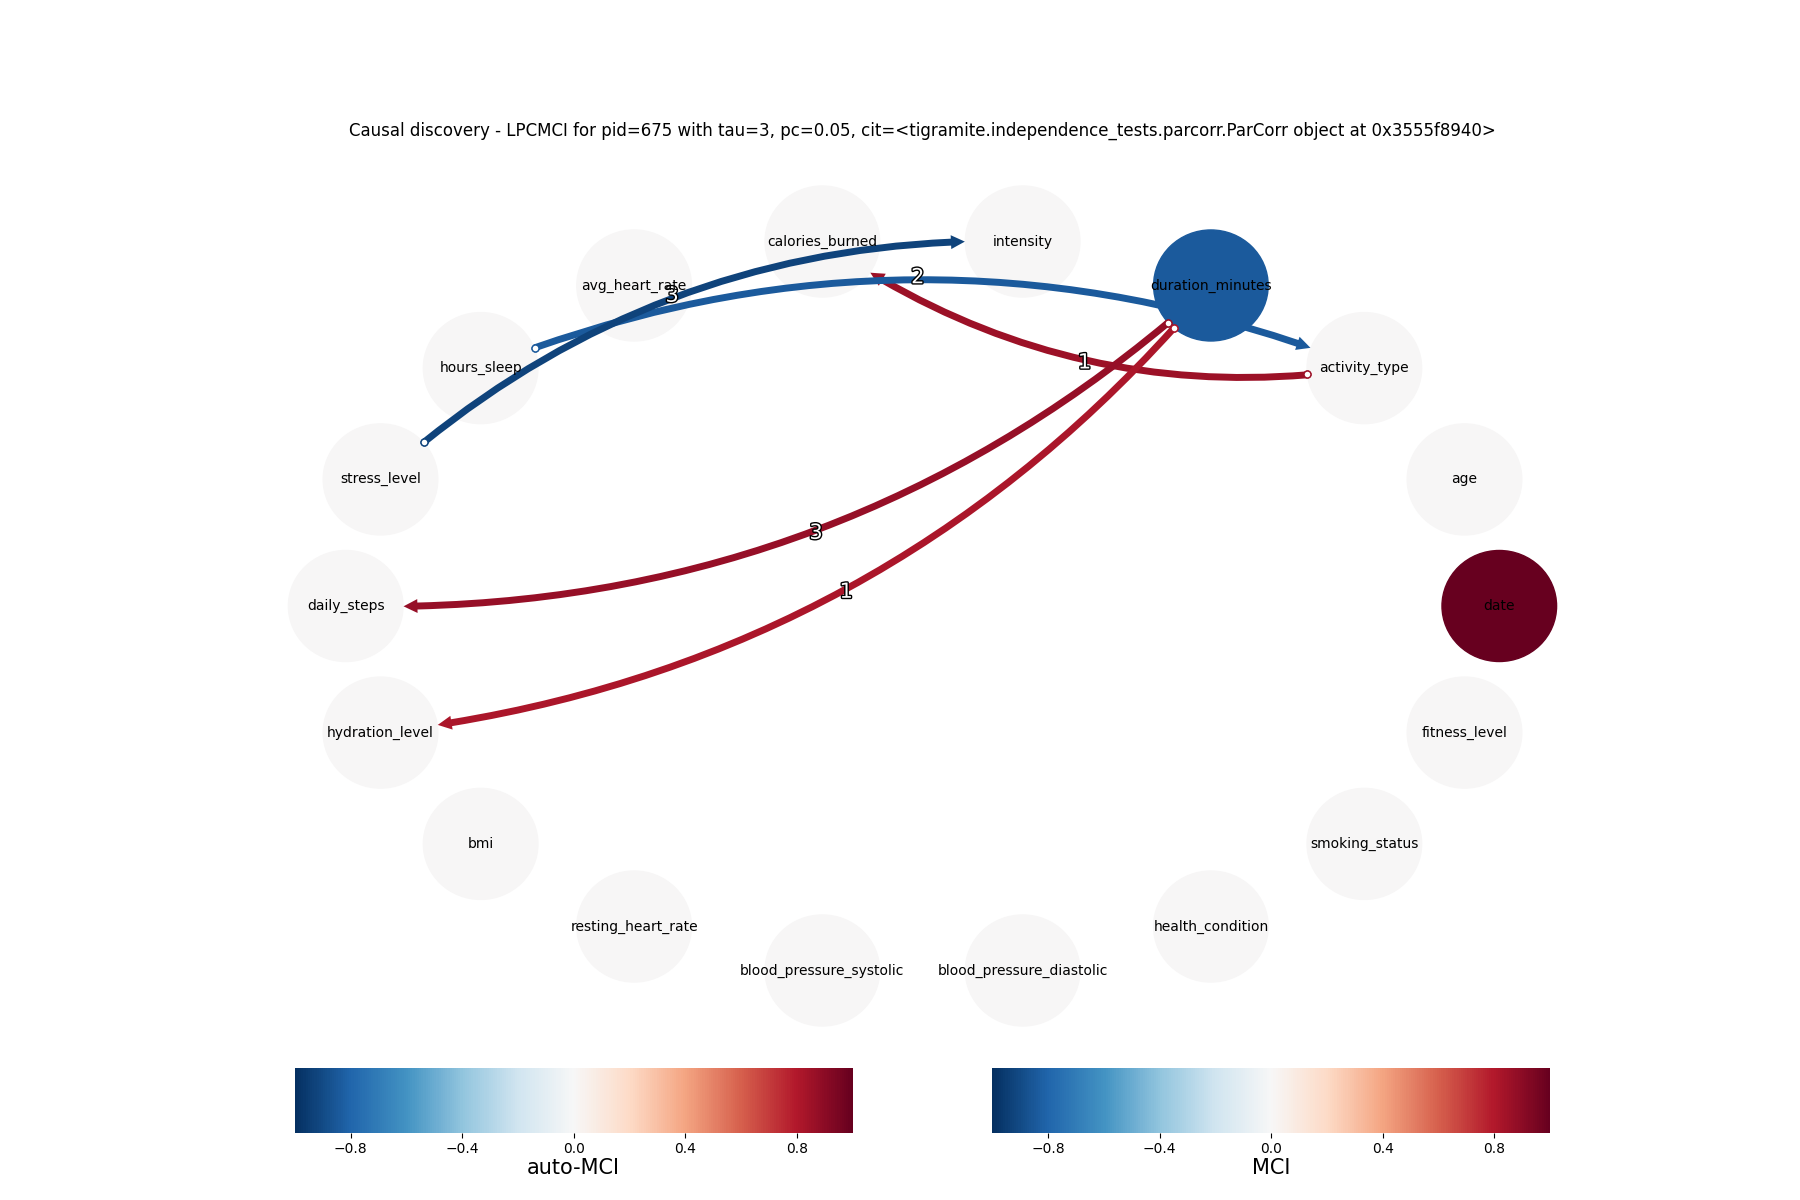 Causal discovery - LPCMCI for pid=675 with tau=3, pc=0.05, cit=<tigramite.independence_tests.parcorr.ParCorr object at 0x3555f8940>
calories_burned
intensity
avg_heart_rate
duration_minutes
2
3
hours_sleep
activity_type
1
stress_level
age
3
1
daily_steps
date
hydration_level
fitness_level
bmi
smoking_status
resting_heart_rate
health_condition
blood_pressure_systolic
blood_pressure_diastolic
−0.8 −0.4 0.0 0.4 0.8
auto-MCI
−0.8 −0.4 0.0 0.4 0.8
MCI